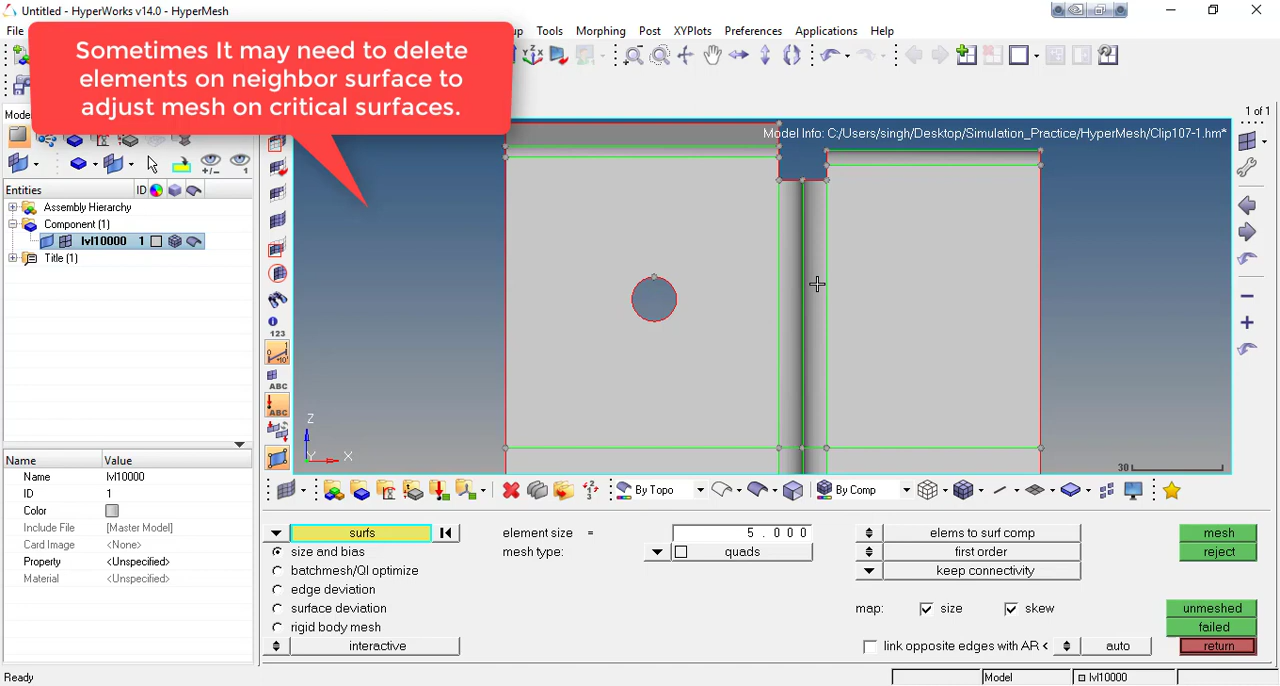 Untitled - HyperWorks v14.0 - HyperMesh
File
Tools
Morphing
Post
XYPlots
Preferences
Applications
Help
Sometimes It may need to delete
elements on neighbor surface to
adjust mesh on critical surfaces.
1 of 1
Model Info: C:/Users/singh/Desktop/Simulation_Practice/HyperMesh/Clip107-1.hm*
Entities
ID
Assembly Hierarchy
Component (1)
lvl10000 1
Title (1)
123
ABC
ABC
Z
Y
X
30
Name Value
Name lvl10000
ID 1
Color
Include File [Master Model]
Card Image <None>
Property <Unspecified>
Material <Unspecified>
By Topo
By Comp
surfs
size and bias
batchmesh/QI optimize
edge deviation
surface deviation
rigid body mesh
interactive
element size = 5.000
mesh type: quads
elems to surf comp
first order
keep connectivity
map: size skew
link opposite edges with AR < auto
mesh
reject
unmeshed
failed
return
Ready
Model
lvl10000